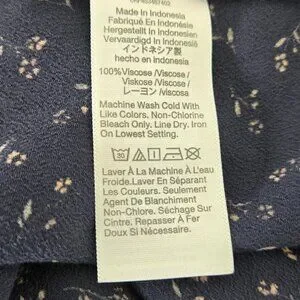 Made In Indonesia
Fabriqué En Indonésie
Hergestellt In Indonesien
Vervaardigd In Indonesië
インドネシア製
hecho en indonesia
100%Viscose /Viscose /
Viskose /Viscose /
レーヨン /viscosa
Machine Wash Cold With
Like Colors. Non-Chlorine
Bleach Only. Line Dry. Iron
On Lowest Setting.
30
Laver À La Machine À L'eau
Froide.Laver En Séparant
Les Couleurs. Seulement
Agent De Blanchiment
Non-Chlore. Séchage Sur
Cintre. Repasser À Fer
Doux Si Nécessaire.